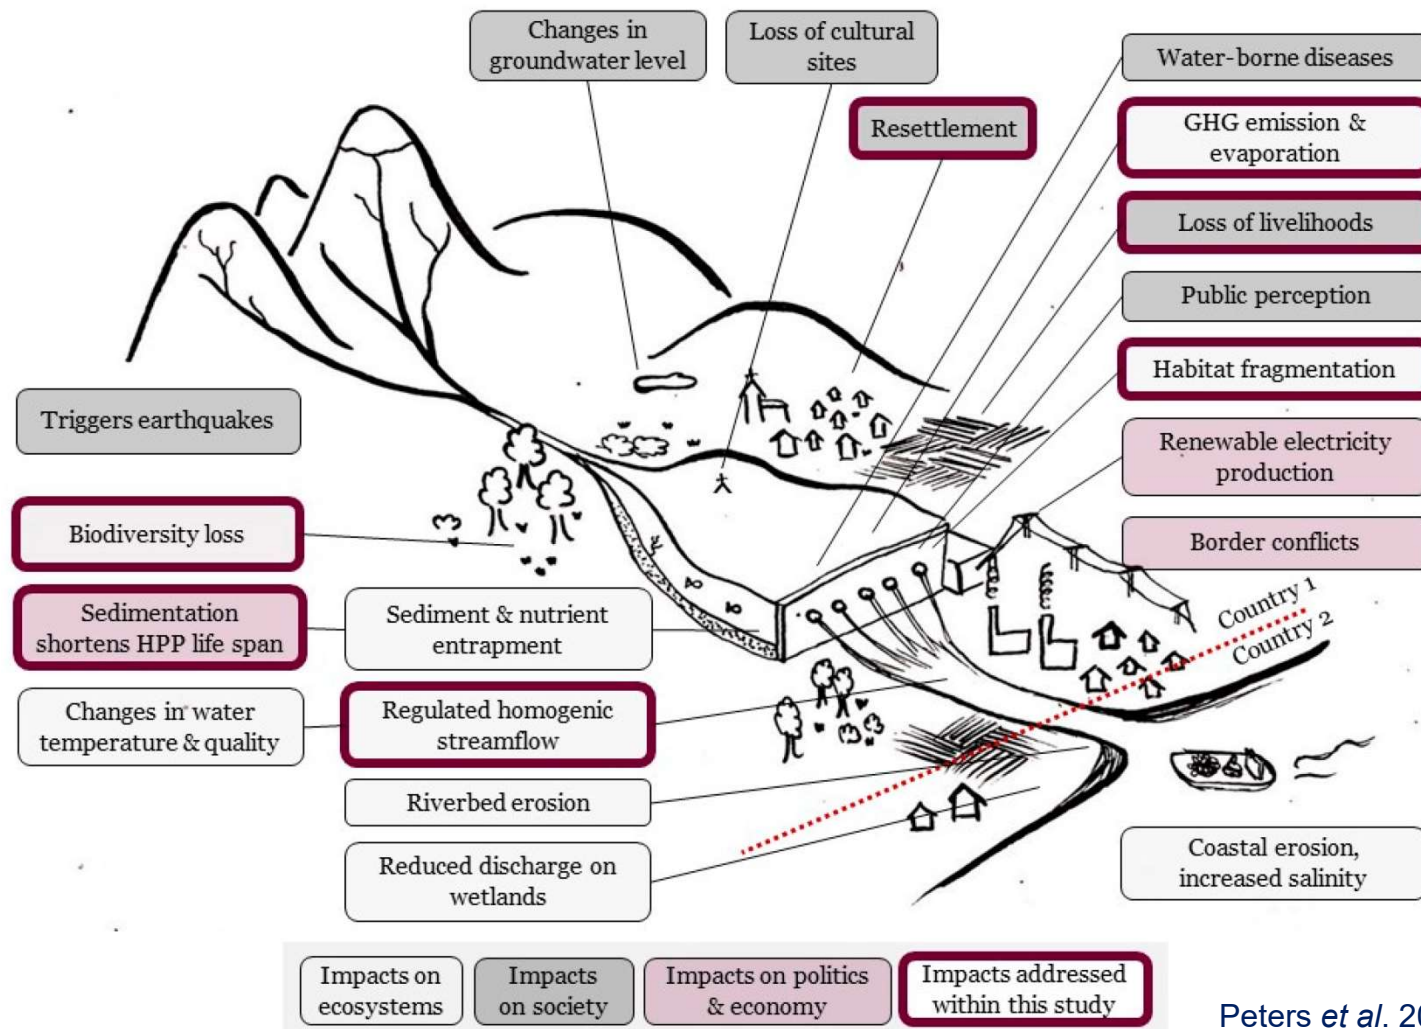 Changes in
groundwater level
Loss of cultural
sites
Resettlement
Water-borne diseases
GHG emission &
evaporation
Loss of livelihoods
Public perception
Habitat fragmentation
Renewable electricity
production
Border conflicts
Triggers earthquakes
Biodiversity loss
Sedimentation
shortens HPP life span
Sediment & nutrient
entrapment
Changes in water
temperature & quality
Regulated homogenic
streamflow
Riverbed erosion
Reduced discharge on
wetlands
Country 1
Country 2
Coastal erosion,
increased salinity
Impacts on
ecosystems
Impacts
on society
Impacts on politics
& economy
Impacts addressed
within this study
Peters et al.